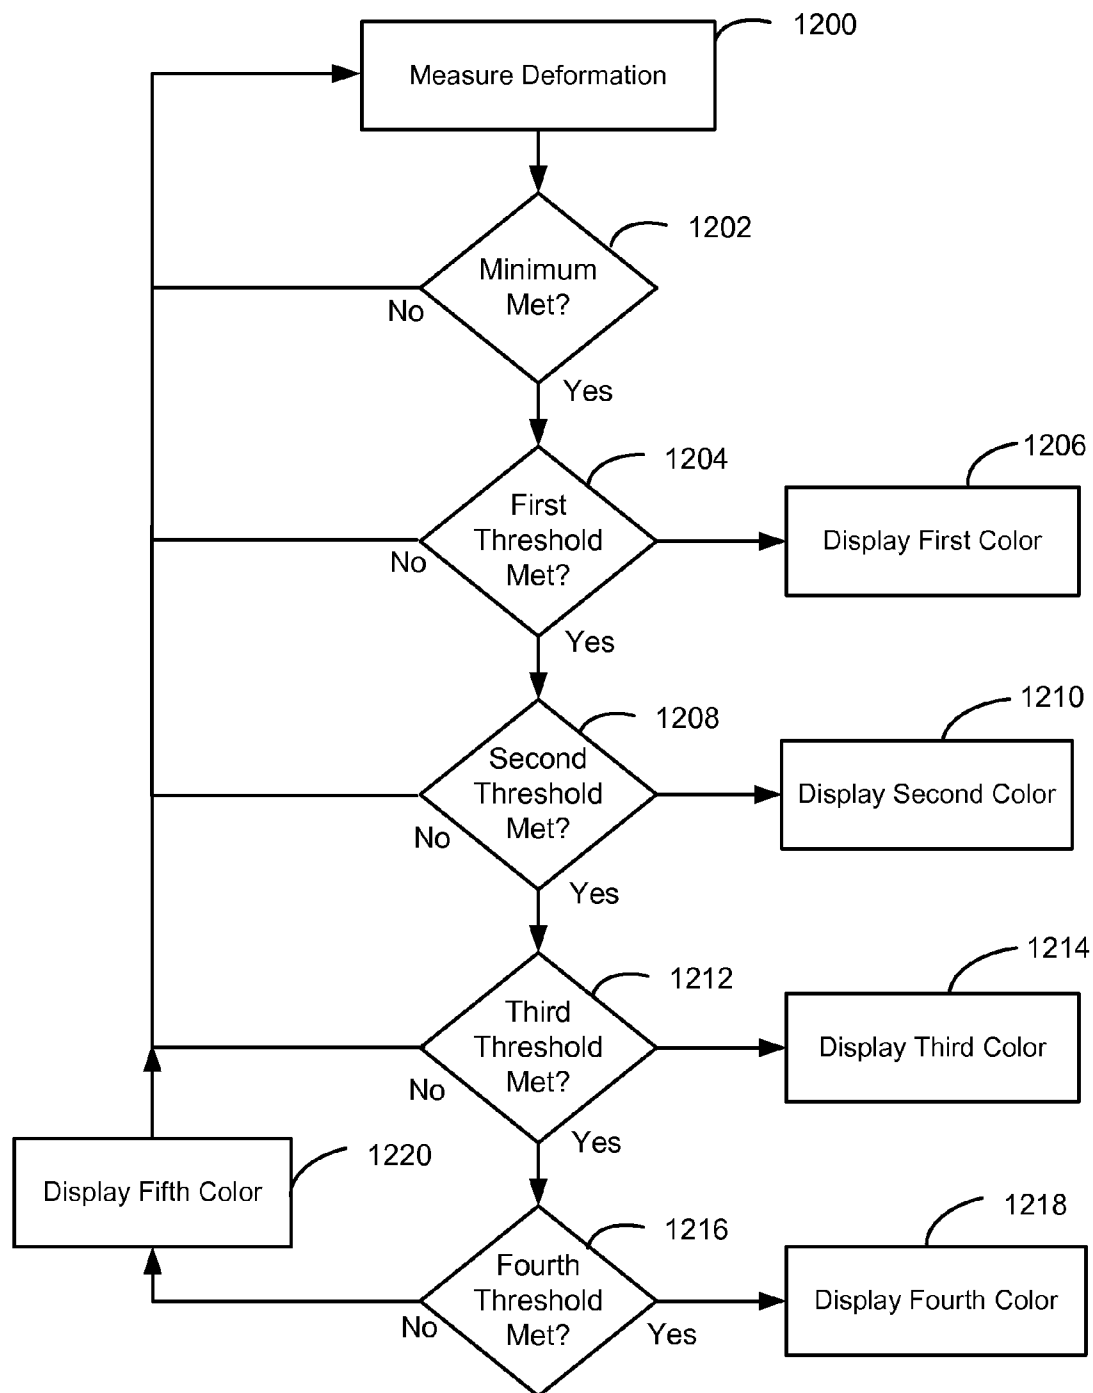 1200
Measure Deformation
1202
Minimum
Met?
No
Yes
1204
1206
First
Threshold
Met?
Display First Color
No
Yes
1208
1210
Second
Threshold
Met?
Display Second Color
No
Yes
1212
1214
Third
Threshold
Met?
Display Third Color
No
Yes
1220
Display Fifth Color
1216
1218
Fourth
Threshold
Met?
Display Fourth Color
No
Yes